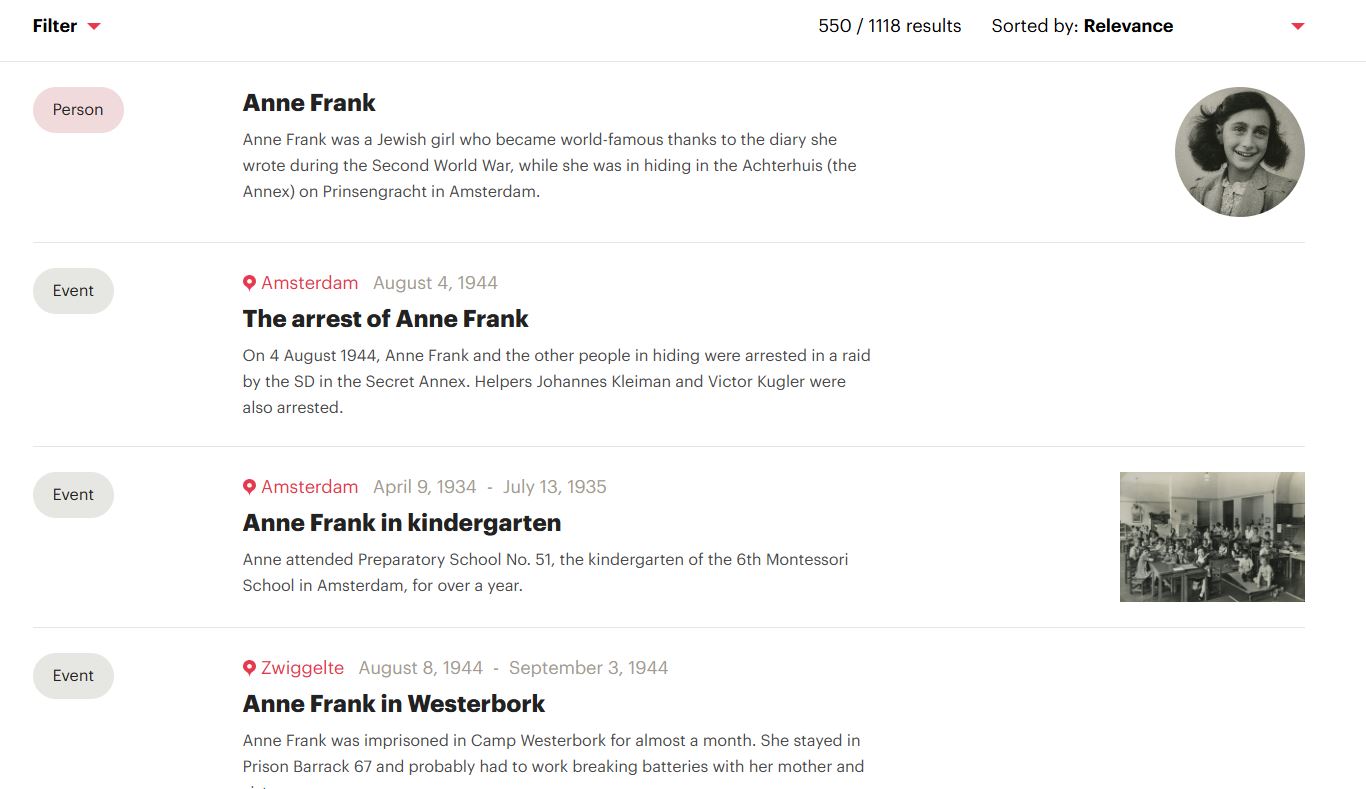 Filter
550 / 1118 results
Sorted by: Relevance
Person
Anne Frank
Anne Frank was a Jewish girl who became world-famous thanks to the diary she
wrote during the Second World War, while she was in hiding in the Achterhuis (the
Annex) on Prinsengracht in Amsterdam.
Event
Amsterdam August 4, 1944
The arrest of Anne Frank
On 4 August 1944, Anne Frank and the other people in hiding were arrested in a raid
by the SD in the Secret Annex. Helpers Johannes Kleiman and Victor Kugler were
also arrested.
Event
Amsterdam April 9, 1934 - July 13, 1935
Anne Frank in kindergarten
Anne attended Preparatory School No. 51, the kindergarten of the 6th Montessori
School in Amsterdam, for over a year.
Event
Zwiggelte August 8, 1944 - September 3, 1944
Anne Frank in Westerbork
Anne Frank was imprisoned in Camp Westerbork for almost a month. She stayed in
Prison Barrack 67 and probably had to work breaking batteries with her mother and